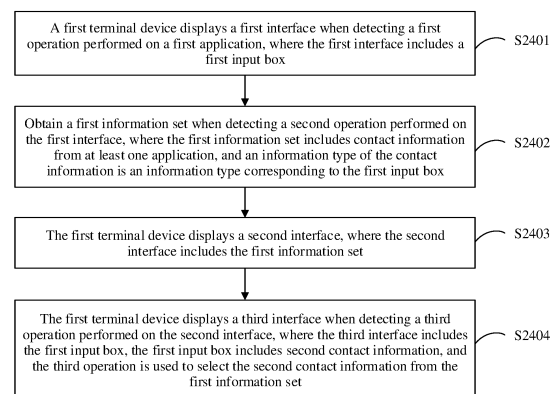 A first terminal device displays a first interface when detecting a first
operation performed on a first application, where the first interface includes a
first input box
S2401
Obtain a first information set when detecting a second operation performed on
the first interface, where the first information set includes contact information
from at least one application, and an information type of the contact
information is an information type corresponding to the first input box
S2402
The first terminal device displays a second interface, where the second
interface includes the first information set
S2403
The first terminal device displays a third interface when detecting a third
operation performed on the second interface, where the third interface includes
the first input box, the first input box includes second contact information, and
the third operation is used to select the second contact information from the
first information set
S2404